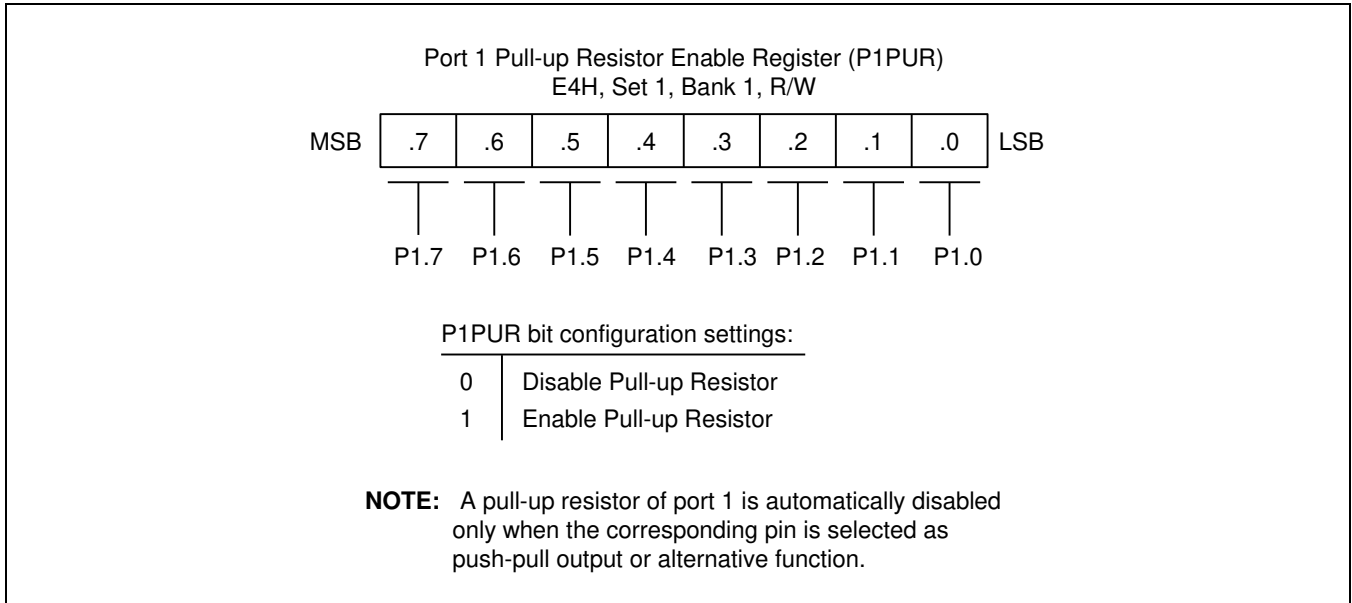 Port 1 Pull-up Resistor Enable Register (P1PUR)
E4H, Set 1, Bank 1, R/W
MSB .7 .6 .5 .4 .3 .2 .1 .0 LSB
P1.7 P1.6 P1.5 P1.4 P1.3 P1.2 P1.1 P1.0
P1PUR bit configuration settings:
0 Disable Pull-up Resistor
1 Enable Pull-up Resistor
NOTE: A pull-up resistor of port 1 is automatically disabled
only when the corresponding pin is selected as
push-pull output or alternative function.